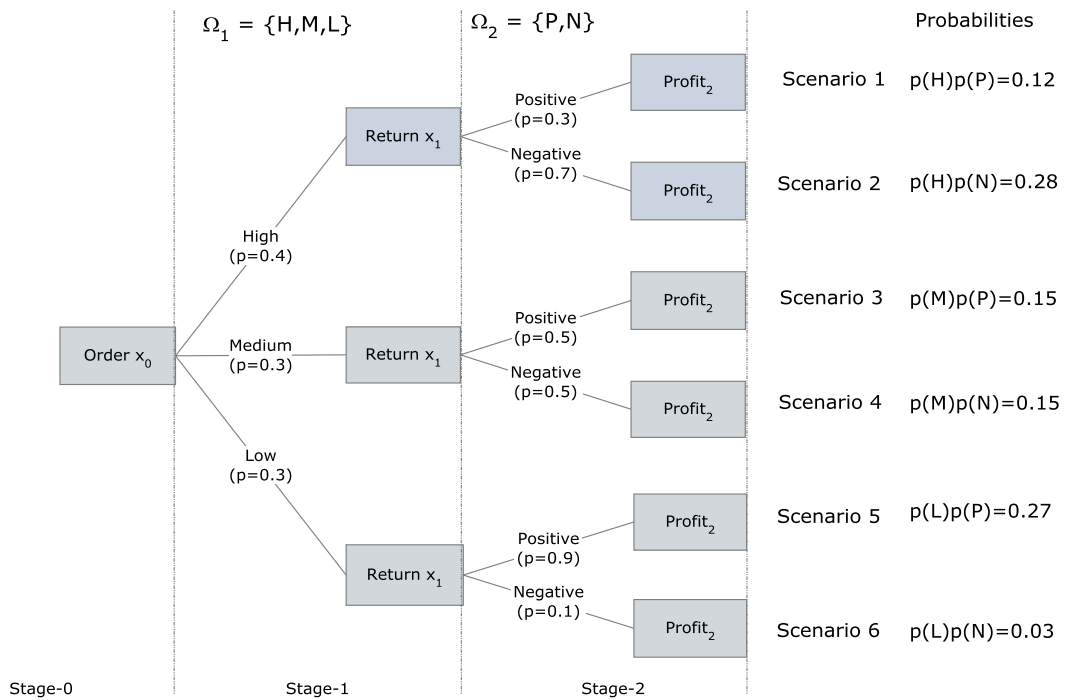 Ω1 = {H,M,L}
Ω2 = {P,N}
Probabilities
Profit2
Scenario 1
p(H)p(P)=0.12
Positive
(p=0.3)
Return x1
Negative
(p=0.7)
Profit2
Scenario 2
p(H)p(N)=0.28
High
(p=0.4)
Profit2
Scenario 3
p(M)p(P)=0.15
Positive
(p=0.5)
Order x0
Medium
(p=0.3)
Return x1
Negative
(p=0.5)
Profit2
Scenario 4
p(M)p(N)=0.15
Low
(p=0.3)
Profit2
Scenario 5
p(L)p(P)=0.27
Positive
(p=0.9)
Return x1
Negative
(p=0.1)
Profit2
Scenario 6
p(L)p(N)=0.03
Stage-0
Stage-1
Stage-2